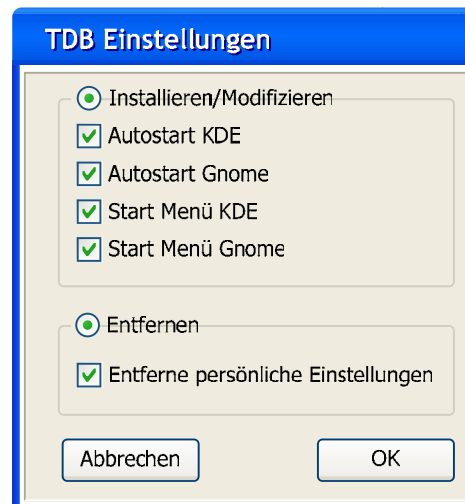 TDB Einstellungen
Installieren/Modifizieren
Autostart KDE
Autostart Gnome
Start Menü KDE
Start Menü Gnome
Entfernen
Entferne persönliche Einstellungen
Abbrechen
OK